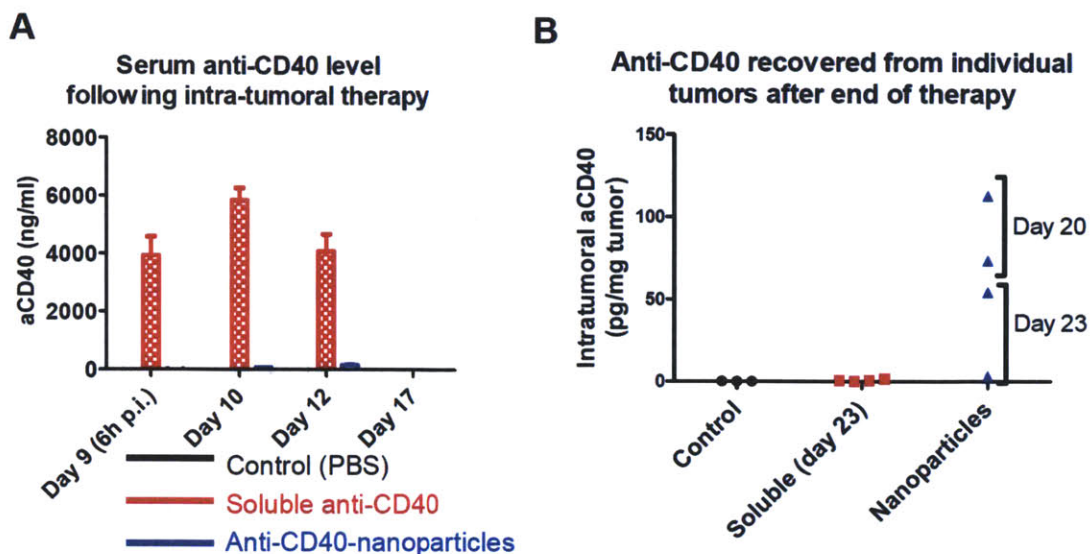 A
Serum anti-CD40 level
following intra-tumoral therapy
aCD40 (ng/ml)
8000
6000
4000
2000
0
Day 9 (6h p.i.)
Day 10
Day 12
Day 17
Control (PBS)
Soluble anti-CD40
Anti-CD40-nanoparticles
B
Anti-CD40 recovered from individual
tumors after end of therapy
Intratumoral aCD40
(pg/mg tumor)
150
100
50
0
Day 20
Day 23
Control
Soluble (day 23)
Nanoparticles